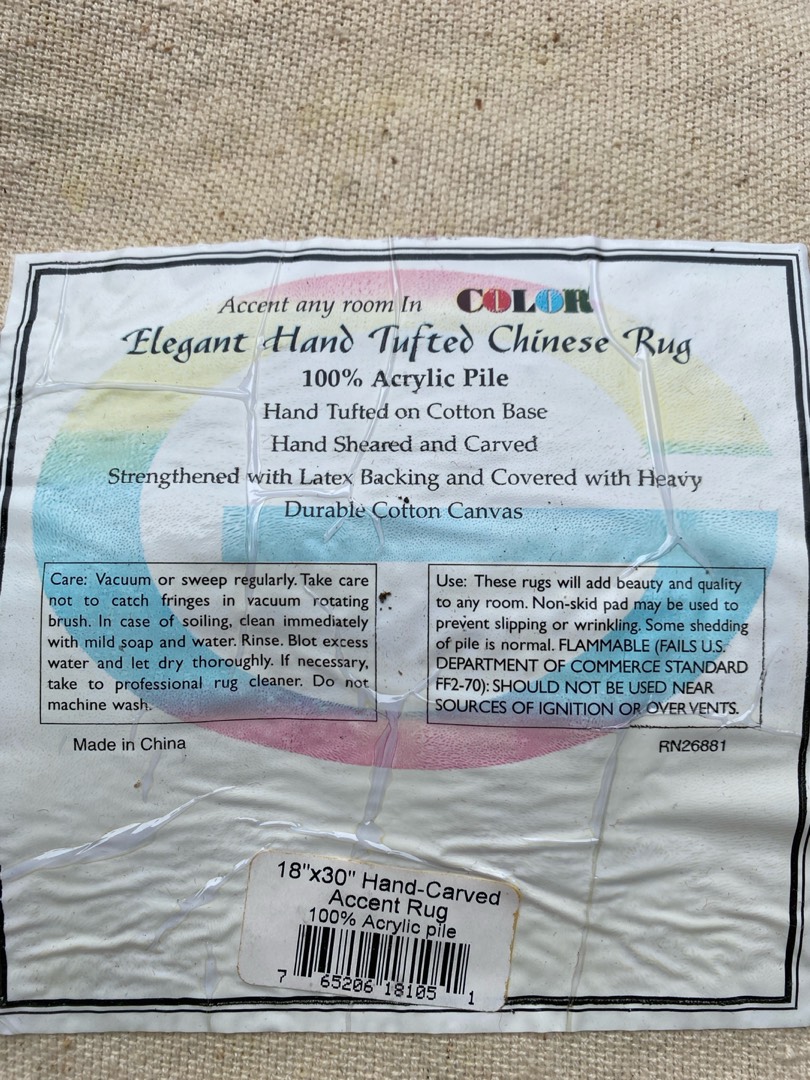 Accent any room In COLOR
Elegant Hand Tufted Chinese Rug
100% Acrylic Pile
Hand Tufted on Cotton Base
Hand Sheared and Carved
Strengthened with Latex Backing and Covered with Heavy
Durable Cotton Canvas
Care: Vacuum or sweep regularly. Take care
not to catch fringes in vacuum rotating
brush. In case of soiling, clean immediately
with mild soap and water. Rinse. Blot excess
water and let dry thoroughly. If necessary,
take to professional rug cleaner. Do not
machine wash.
Use: These rugs will add beauty and quality
to any room. Non-skid pad may be used to
prevent slipping or wrinkling. Some shedding
of pile is normal. FLAMMABLE (FAILS U.S.
DEPARTMENT OF COMMERCE STANDARD
FF2-70): SHOULD NOT BE USED NEAR
SOURCES OF IGNITION OR OVER VENTS.
Made in China
RN26881
18"x30" Hand-Carved
Accent Rug
100% Acrylic pile
7 65206 18105 1